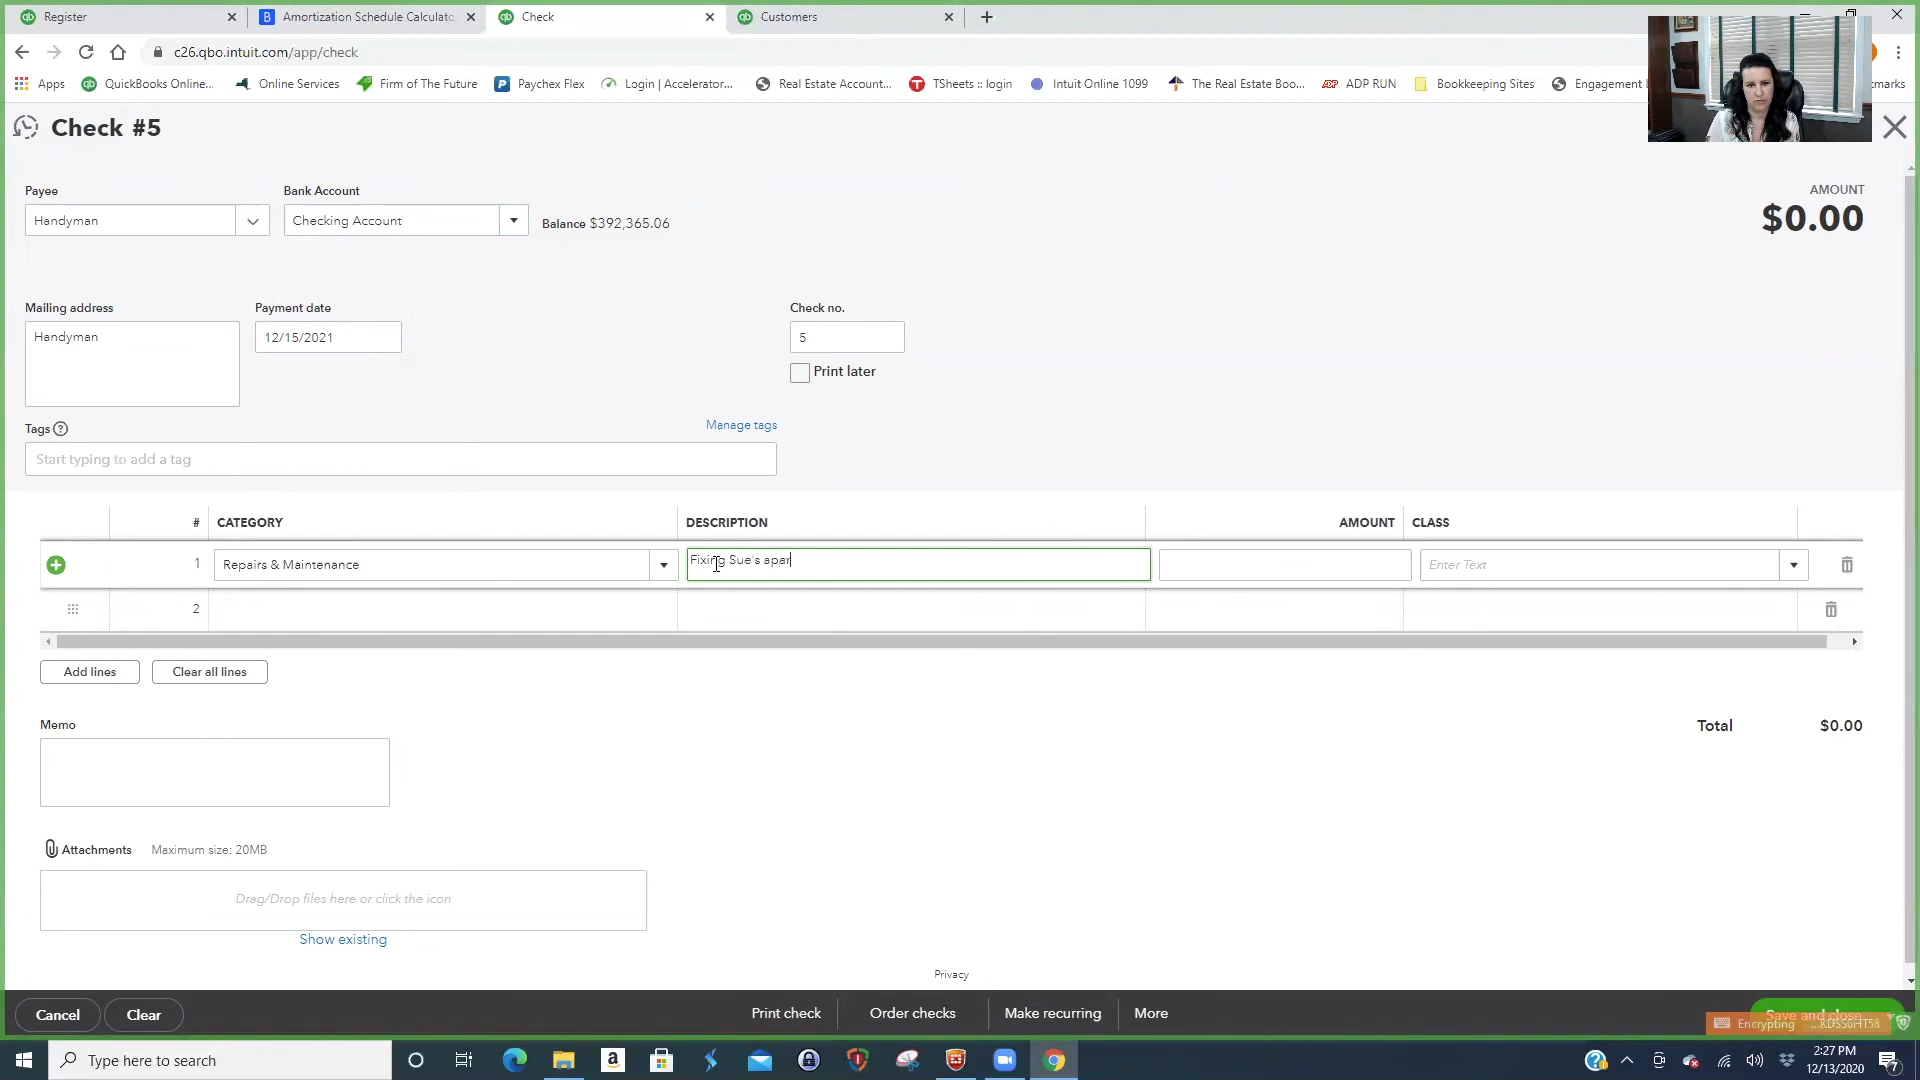 Register
Amortization Schedule Calculato
Check
Customers
c26.qbo.intuit.com/app/check
Apps
QuickBooks Online...
Online Services
Firm of The Future
Paychex Flex
Login | Accelerator...
Real Estate Account...
TSheets :: login
Intuit Online 1099
The Real Estate Boo...
ADP RUN
Bookkeeping Sites
Engagement
Check #5
Payee
Bank Account
AMOUNT
Handyman
Checking Account
Balance $392,365.06
$0.00
Mailing address
Payment date
Check no.
Handyman
12/15/2021
5
Print later
Tags
Manage tags
Start typing to add a tag
# CATEGORY DESCRIPTION AMOUNT CLASS
1 Repairs & Maintenance Fixing Sue's apar Enter Text
2
Add lines
Clear all lines
Memo
Total $0.00
Attachments Maximum size: 20MB
Drag/Drop files here or click the icon
Show existing
Privacy
Cancel
Clear
Print check
Order checks
Make recurring
More
Save and close
Encrypting
Type here to search
2:27 PM
12/13/2020
7